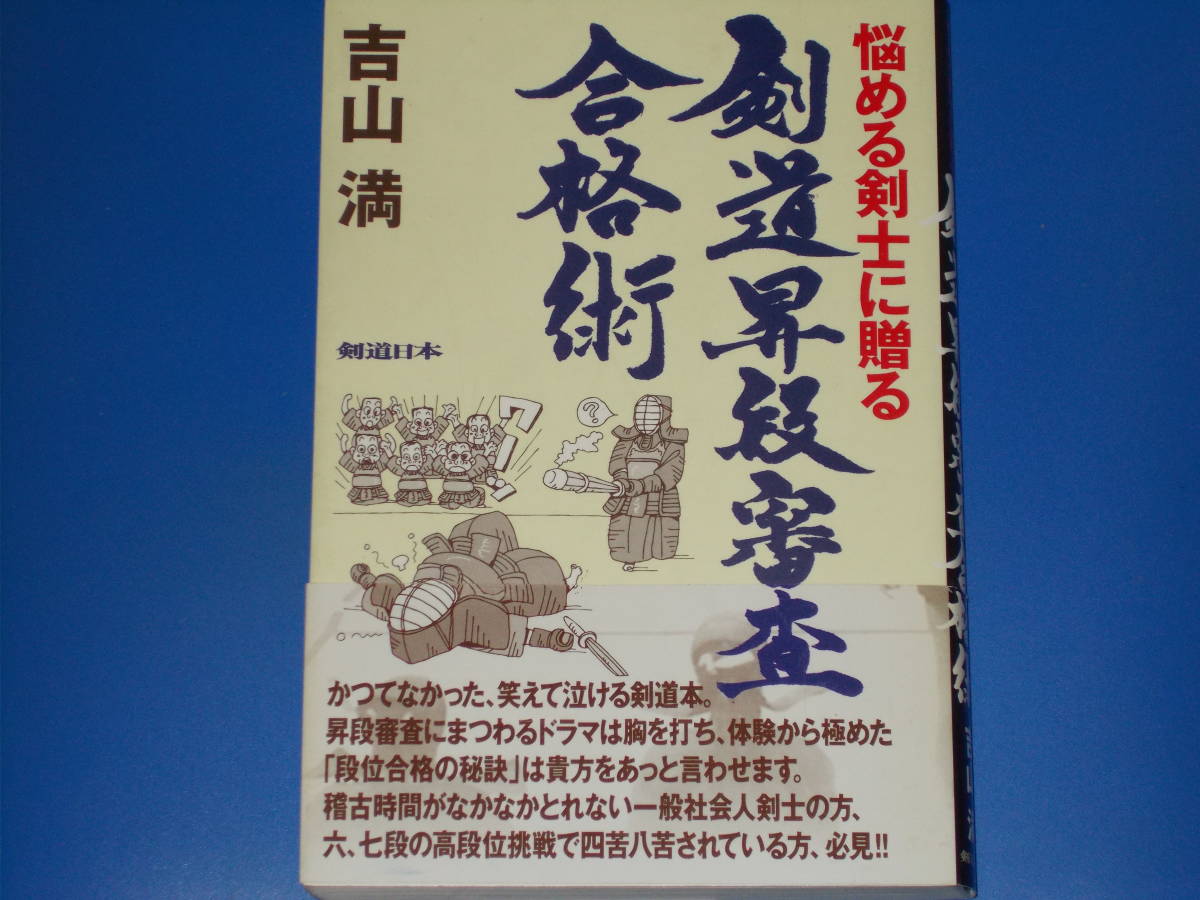 悩める剣士に贈る
剣道昇段審査
合格術
吉山 満
剣道日本
ワーーッ!
?
かつてなかった、笑えて泣ける剣道本。
昇段審査にまつわるドラマは胸を打ち、体験から極めた
「段位合格の秘訣」は貴方をあっと言わせます。
稽古時間がなかなかとれない一般社会人剣士の方、
六、七段の高段位挑戦で四苦八苦されている方、必見!!